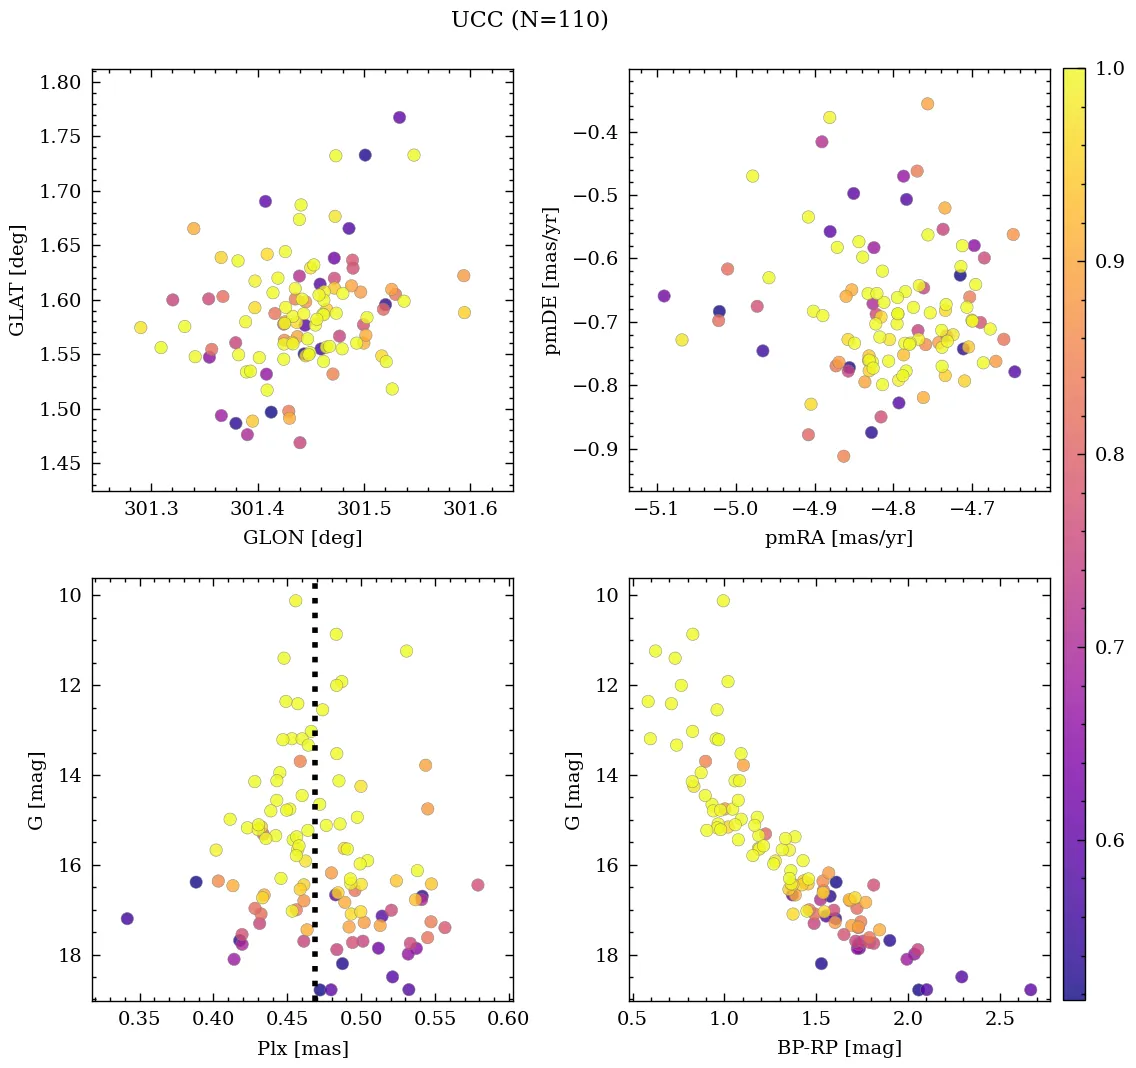 UCC (N=110)
1.80
1.75
1.70
1.65
1.60
1.55
1.50
1.45
GLAT [deg]
301.3 301.4 301.5 301.6
GLON [deg]
−0.4
−0.5
−0.6
−0.7
−0.8
−0.9
pmDE [mas/yr]
−5.1 −5.0 −4.9 −4.8 −4.7
pmRA [mas/yr]
1.0
0.9
0.8
0.7
0.6
10
12
14
16
18
G [mag]
0.35 0.40 0.45 0.50 0.55 0.60
Plx [mas]
10
12
14
16
18
G [mag]
0.5 1.0 1.5 2.0 2.5
BP-RP [mag]